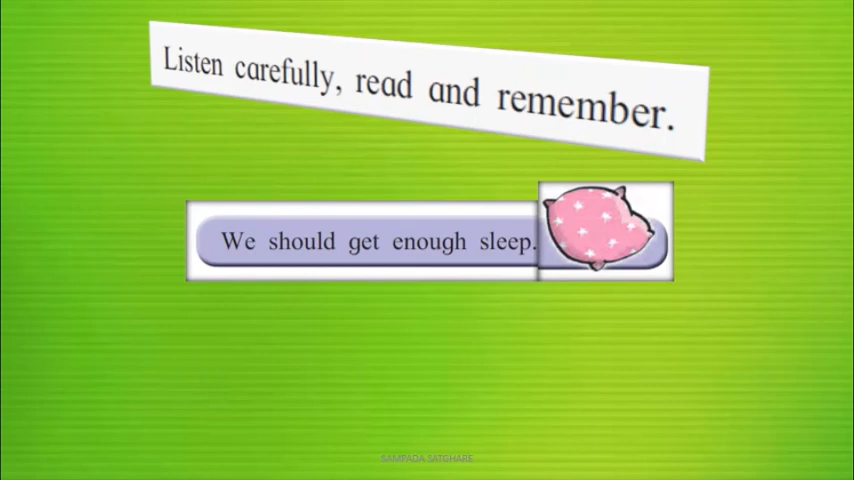 Listen carefully, read and remember.
We should get enough sleep.
SAMPADA SATGHARE